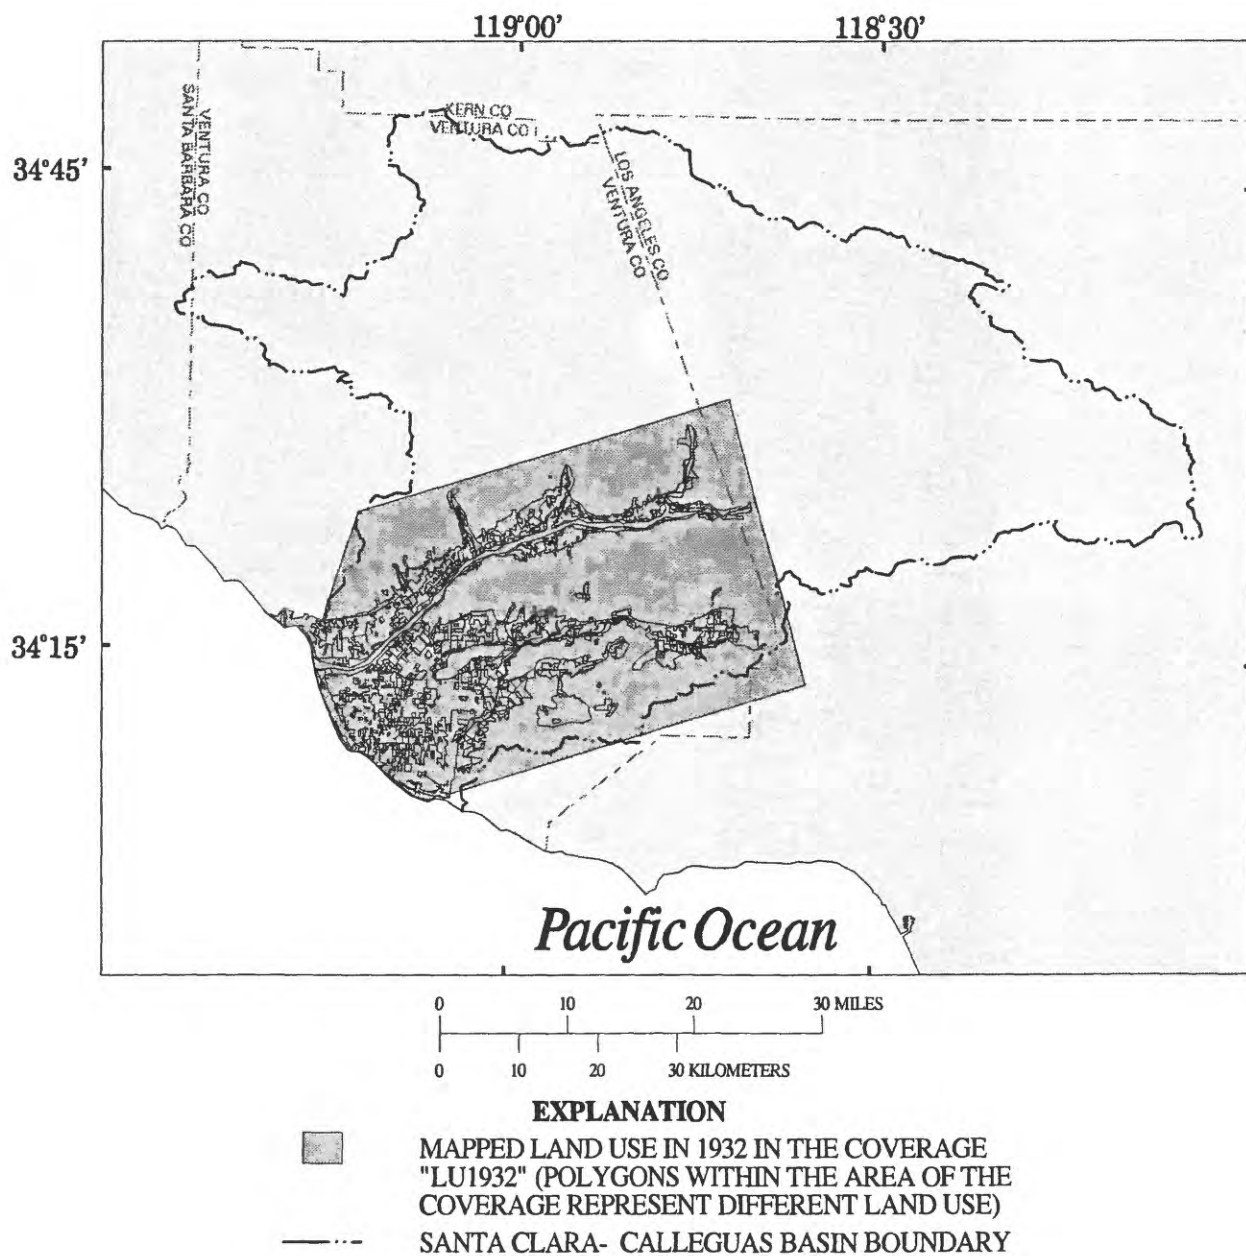 119°00' 118°30'
KERN CO
VENTURA CO
VENTURA CO
SANTA BARBARA CO
34°45'
LOS ANGELES CO
VENTURA CO
34°15'
Pacific Ocean
0 10 20 30 MILES
0 10 20 30 KILOMETERS
EXPLANATION
MAPPED LAND USE IN 1932 IN THE COVERAGE
"LU1932" (POLYGONS WITHIN THE AREA OF THE
COVERAGE REPRESENT DIFFERENT LAND USE)
SANTA CLARA- CALLEGUAS BASIN BOUNDARY